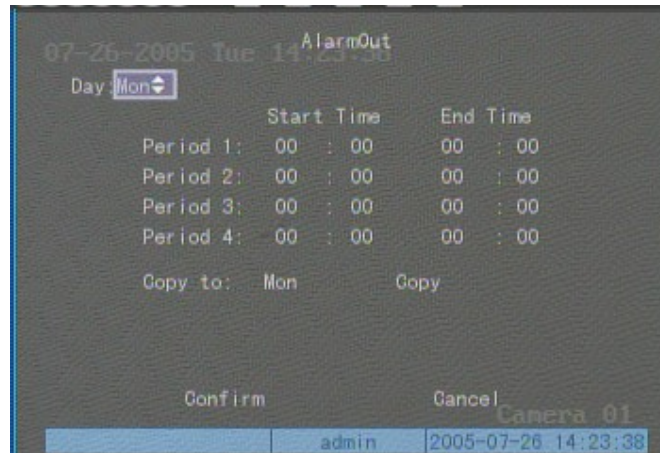 AlarmOut
07-26-2005 Tue 14:23:38
Day: Mon
Start Time End Time
Period 1: 00 : 00 00 : 00
Period 2: 00 : 00 00 : 00
Period 3: 00 : 00 00 : 00
Period 4: 00 : 00 00 : 00
Copy to: Mon Copy
Confirm Cancel
Camera 01
admin 2005-07-26 14:23:38